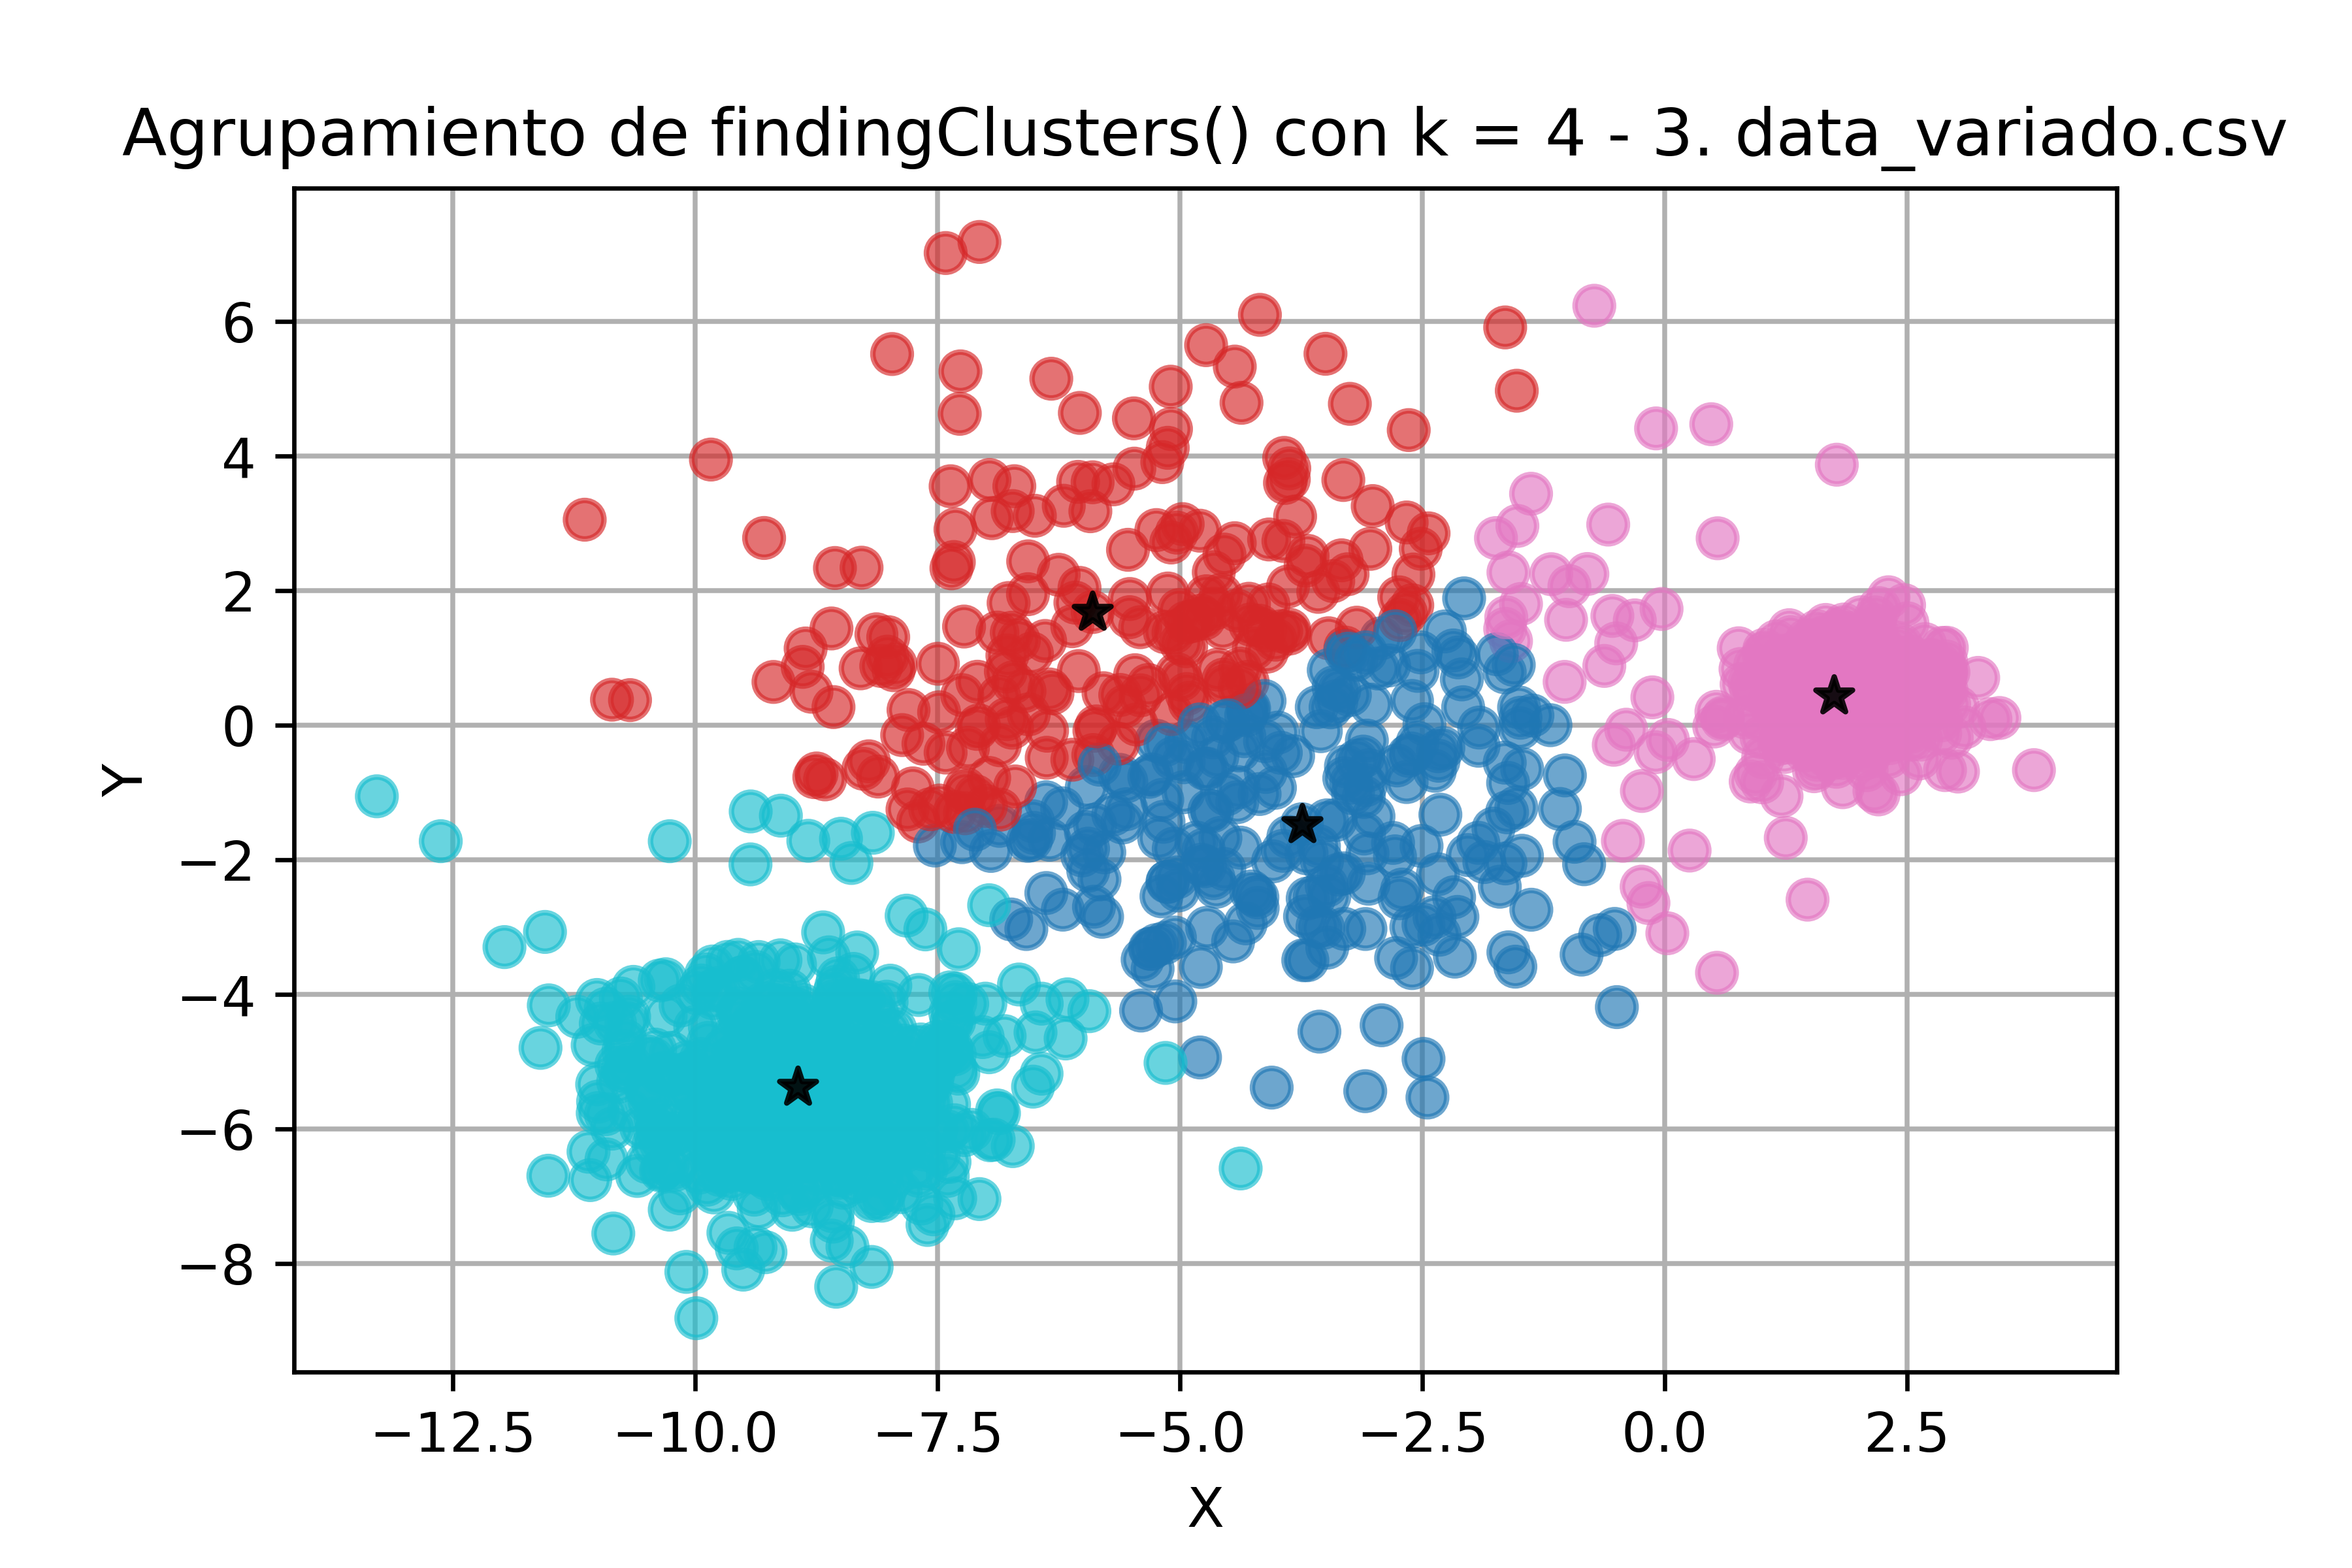 Agrupamiento de findingClusters() con k = 4 - 3. data_variado.csv
6
4
2
0
−2
−4
−6
−8
Y
−12.5 −10.0 −7.5 −5.0 −2.5 0.0 2.5
X